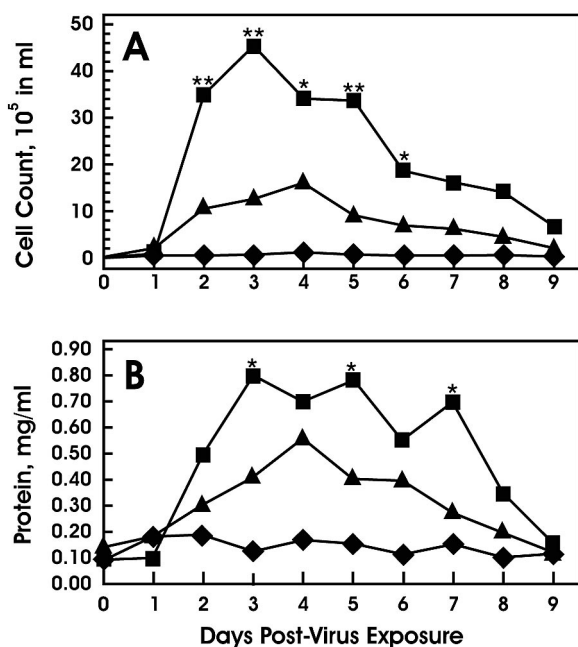 A
Cell Count, 10⁵ in ml
50
40
30
20
10
0
** ** * ** *
0 1 2 3 4 5 6 7 8 9
B
Protein, mg/ml
0.90
0.80
0.70
0.60
0.50
0.40
0.30
0.20
0.10
0.00
* * *
0 1 2 3 4 5 6 7 8 9
Days Post-Virus Exposure